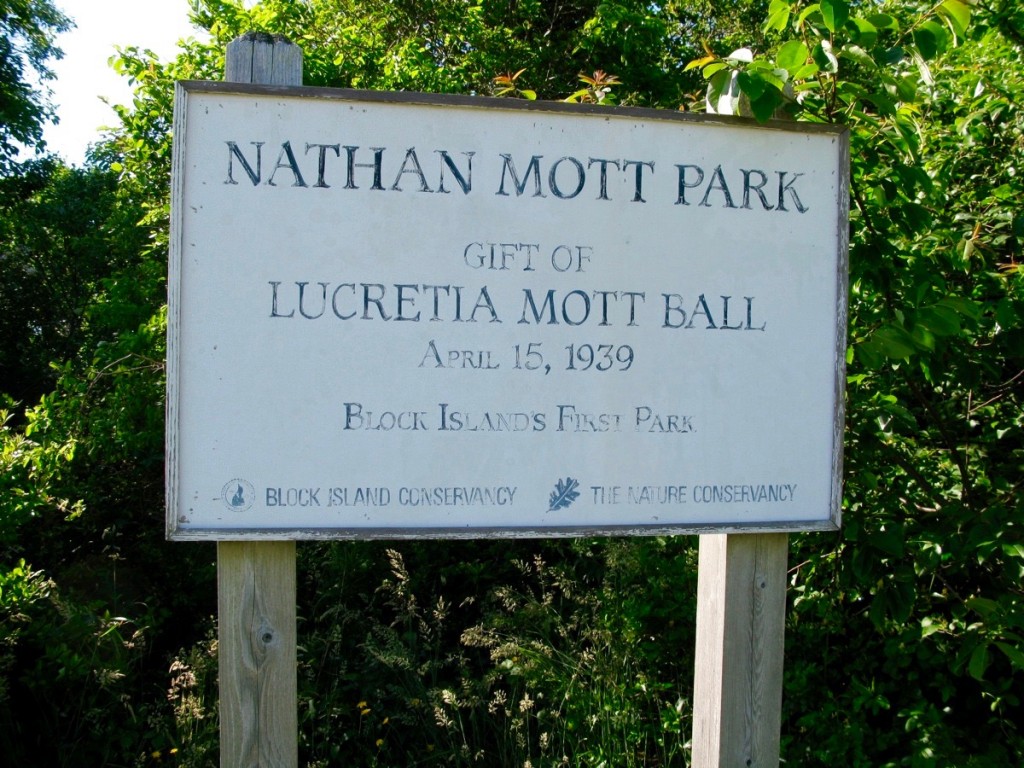 NATHAN MOTT PARK
GIFT OF
LUCRETIA MOTT BALL
APRIL 15, 1939
BLOCK ISLAND'S FIRST PARK
BLOCK ISLAND CONSERVANCY THE NATURE CONSERVANCY